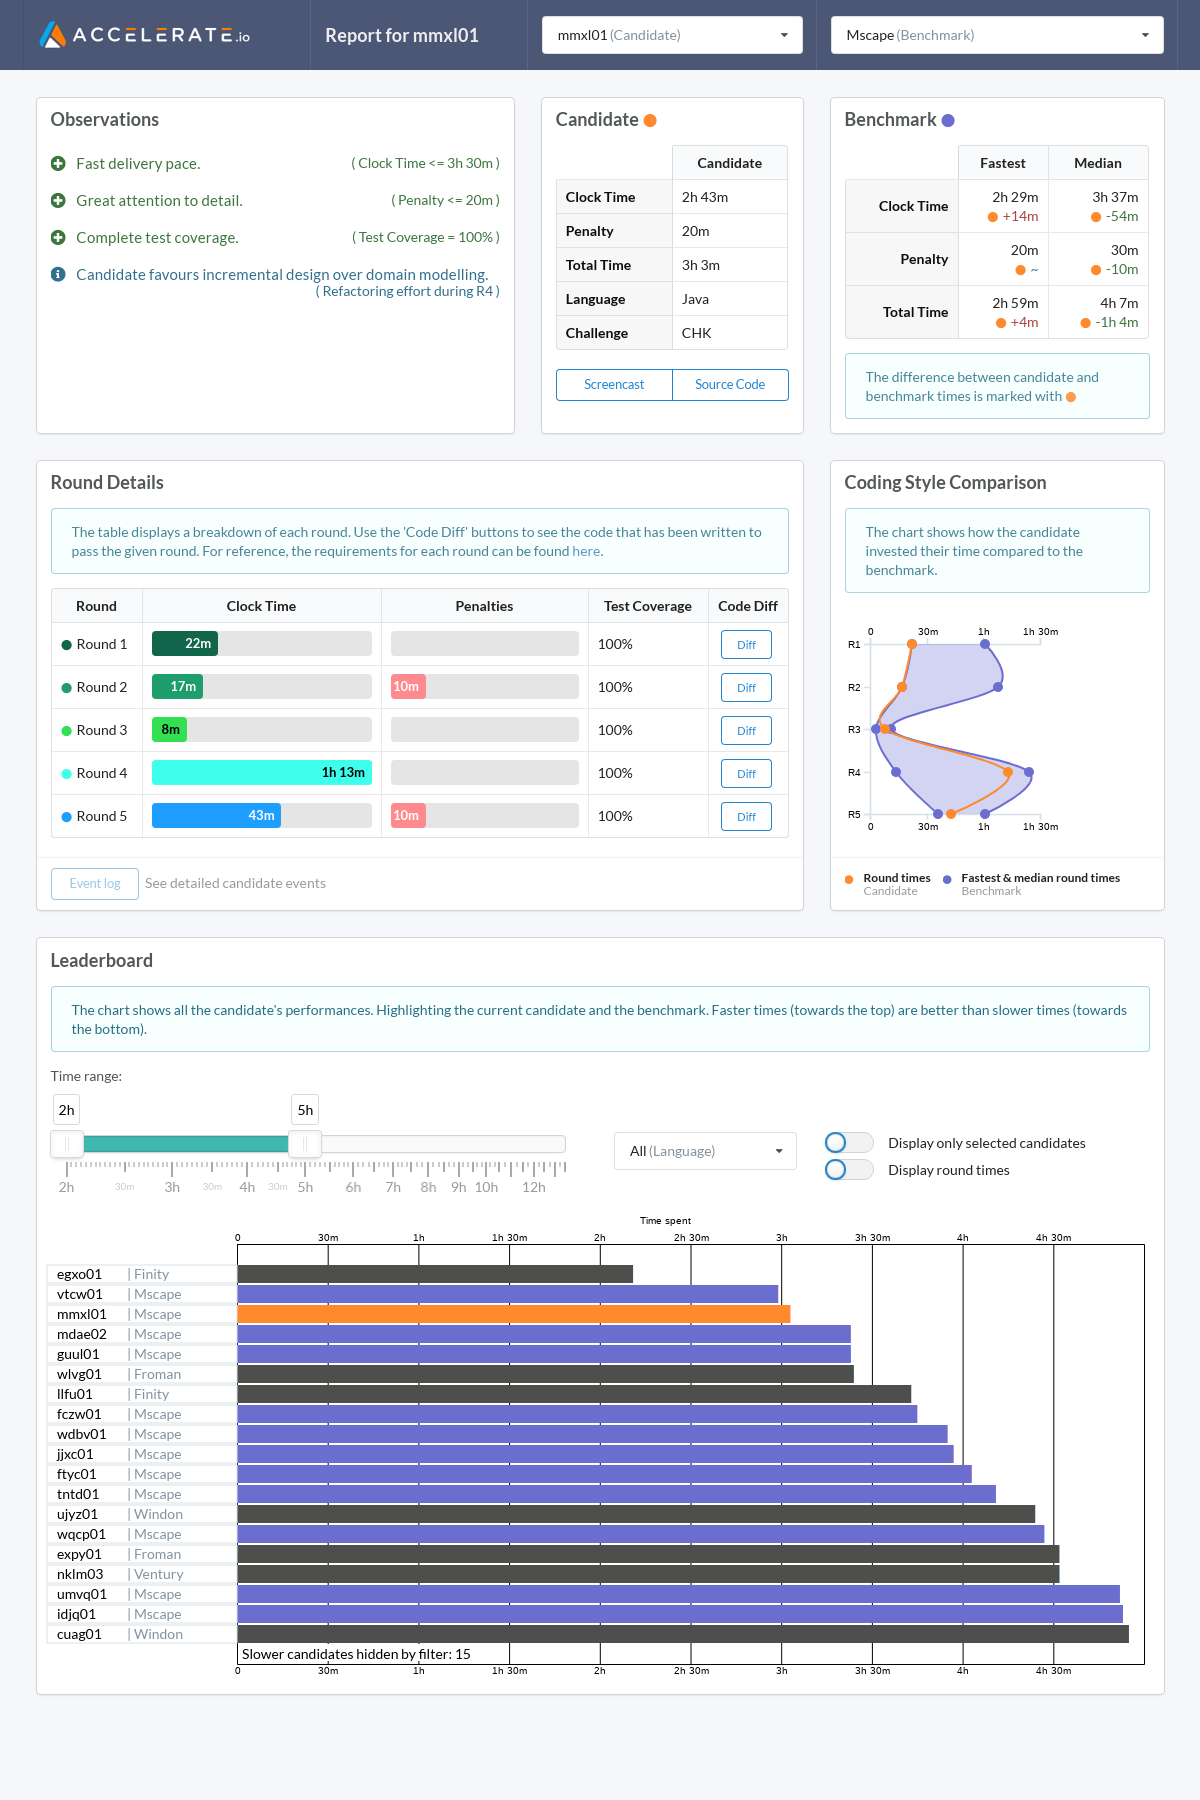 ACCELERATE.io
Report for mmxl01
mmxl01 (Candidate)
Mscape (Benchmark)
Observations
Fast delivery pace. ( Clock Time <= 3h 30m )
Great attention to detail. ( Penalty <= 20m )
Complete test coverage. ( Test Coverage = 100% )
Candidate favours incremental design over domain modelling.
( Refactoring effort during R4 )
Candidate
Candidate
Clock Time 2h 43m
Penalty 20m
Total Time 3h 3m
Language Java
Challenge CHK
Screencast Source Code
Benchmark
Fastest Median
Clock Time 2h 29m 3h 37m
+14m -54m
Penalty 20m 30m
~ -10m
Total Time 2h 59m 4h 7m
+4m -1h 4m
The difference between candidate and
benchmark times is marked with
Round Details
The table displays a breakdown of each round. Use the 'Code Diff' buttons to see the code that has been written to
pass the given round. For reference, the requirements for each round can be found here.
Round Clock Time Penalties Test Coverage Code Diff
Round 1 22m 100% Diff
Round 2 17m 10m 100% Diff
Round 3 8m 100% Diff
Round 4 1h 13m 100% Diff
Round 5 43m 10m 100% Diff
Event log See detailed candidate events
Coding Style Comparison
The chart shows how the candidate
invested their time compared to the
benchmark.
0 30m 1h 1h 30m
R1
R2
R3
R4
R5
0 30m 1h 1h 30m
Round times
Candidate
Fastest & median round times
Benchmark
Leaderboard
The chart shows all the candidate's performances. Highlighting the current candidate and the benchmark. Faster times (towards the top) are better than slower times (towards
the bottom).
Time range:
2h 5h
2h 30m 3h 30m 4h 30m 5h 6h 7h 8h 9h 10h 12h
All (Language)
Display only selected candidates
Display round times
Time spent
0 30m 1h 1h 30m 2h 2h 30m 3h 3h 30m 4h 4h 30m
egxo01 | Finity
vtcw01 | Mscape
mmxl01 | Mscape
mdae02 | Mscape
guul01 | Mscape
wlvg01 | Froman
llfu01 | Finity
fczw01 | Mscape
wdbv01 | Mscape
jjxc01 | Mscape
ftyc01 | Mscape
tntd01 | Mscape
ujyz01 | Windon
wqcp01 | Mscape
expy01 | Froman
nklm03 | Ventury
umvq01 | Mscape
idjq01 | Mscape
cuag01 | Windon
Slower candidates hidden by filter: 15
0 30m 1h 1h 30m 2h 2h 30m 3h 3h 30m 4h 4h 30m